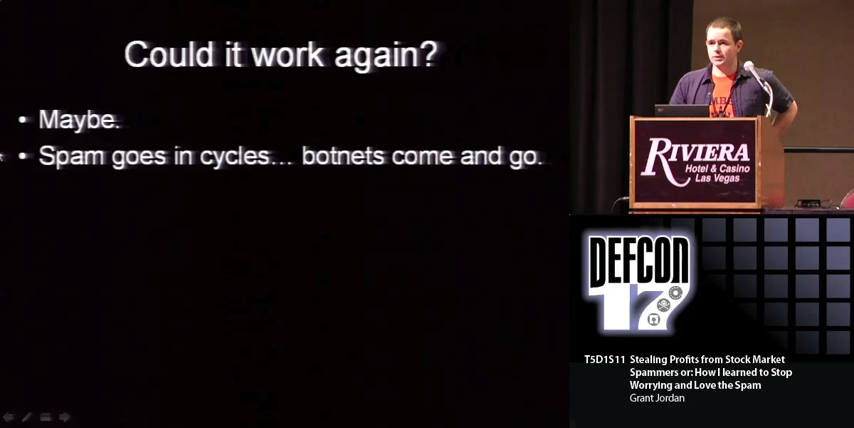 Could it work again?
• Maybe.
• Spam goes in cycles... botnets come and go.
RIVIERA
Hotel & Casino
Las Vegas
DEFCON
17
T5D1S11 Stealing Profits from Stock Market
Spammers or: How I learned to Stop
Worrying and Love the Spam
Grant Jordan